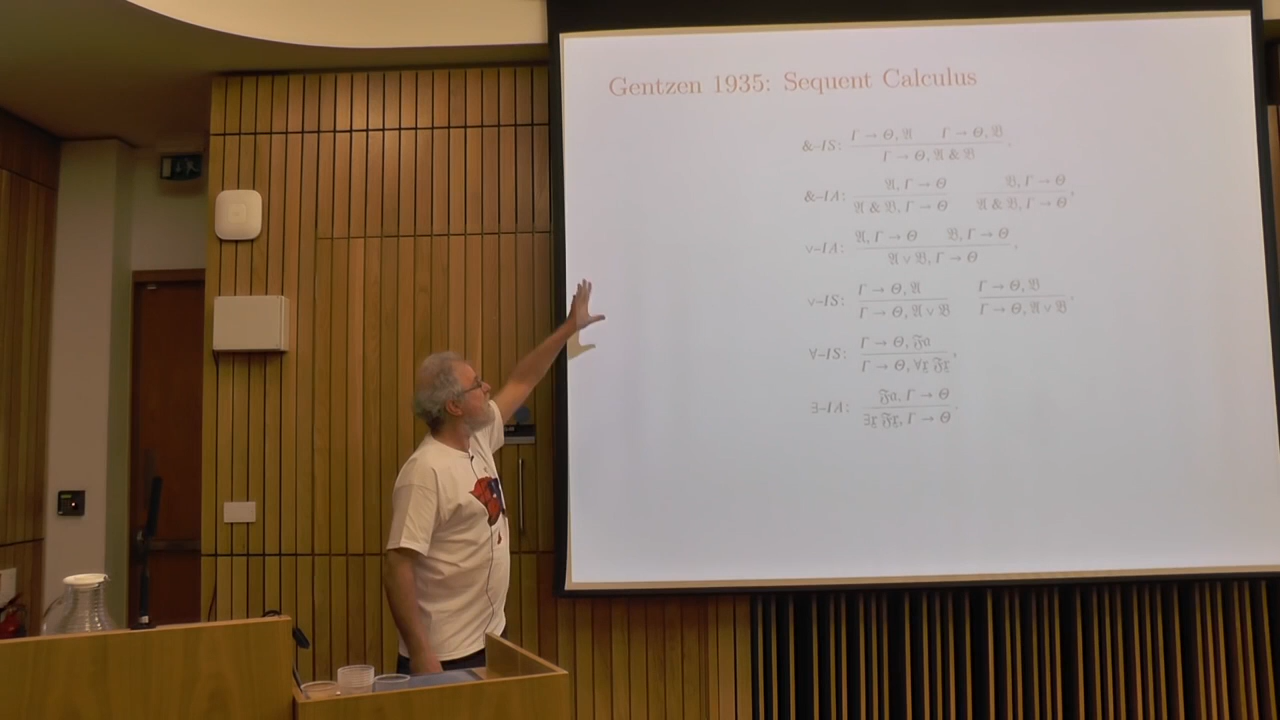 Gentzen 1935: Sequent Calculus
&–IS: Γ → Θ, 𝔄 Γ → Θ, 𝔅
Γ → Θ, 𝔄 & 𝔅 .
&–IA: 𝔄, Γ → Θ 𝔅, Γ → Θ
𝔄 & 𝔅, Γ → Θ 𝔄 & 𝔅, Γ → Θ ,
∨–IA: 𝔄, Γ → Θ 𝔅, Γ → Θ
𝔄 ∨ 𝔅, Γ → Θ ,
∨–IS: Γ → Θ, 𝔄 Γ → Θ, 𝔅
Γ → Θ, 𝔄 ∨ 𝔅 Γ → Θ, 𝔄 ∨ 𝔅 ,
∀–IS: Γ → Θ, 𝔉𝔞
Γ → Θ, ∀𝔵 𝔉𝔵 ,
∃–IA: 𝔉𝔞, Γ → Θ
∃𝔵 𝔉𝔵, Γ → Θ .